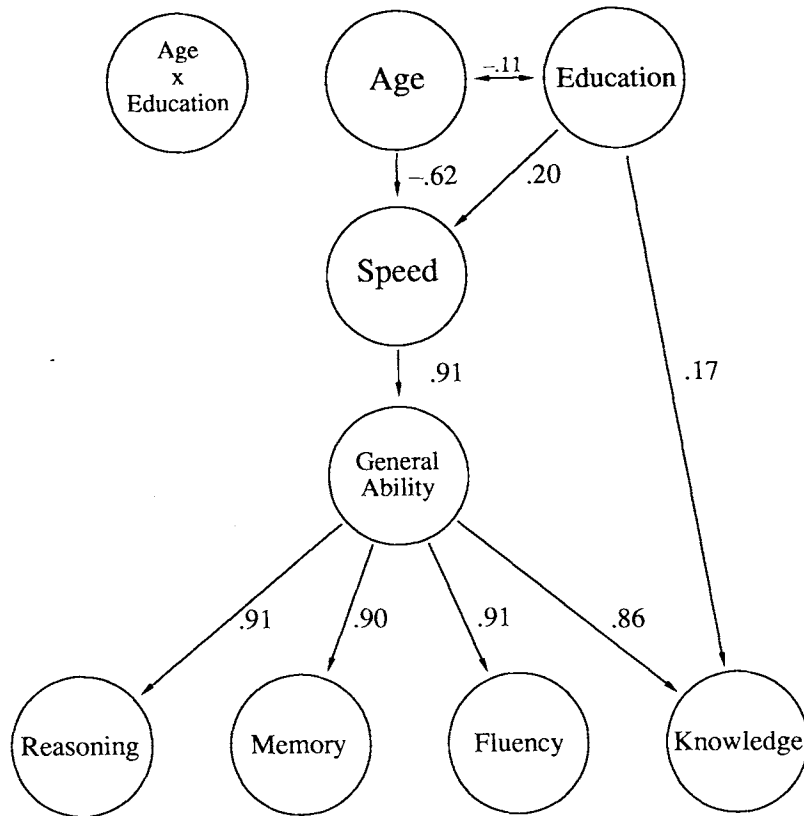 Age
x
Education
Age
–.11
Education
–.62
.20
Speed
.91
.17
General
Ability
.91
.90
.91
.86
Reasoning
Memory
Fluency
Knowledge